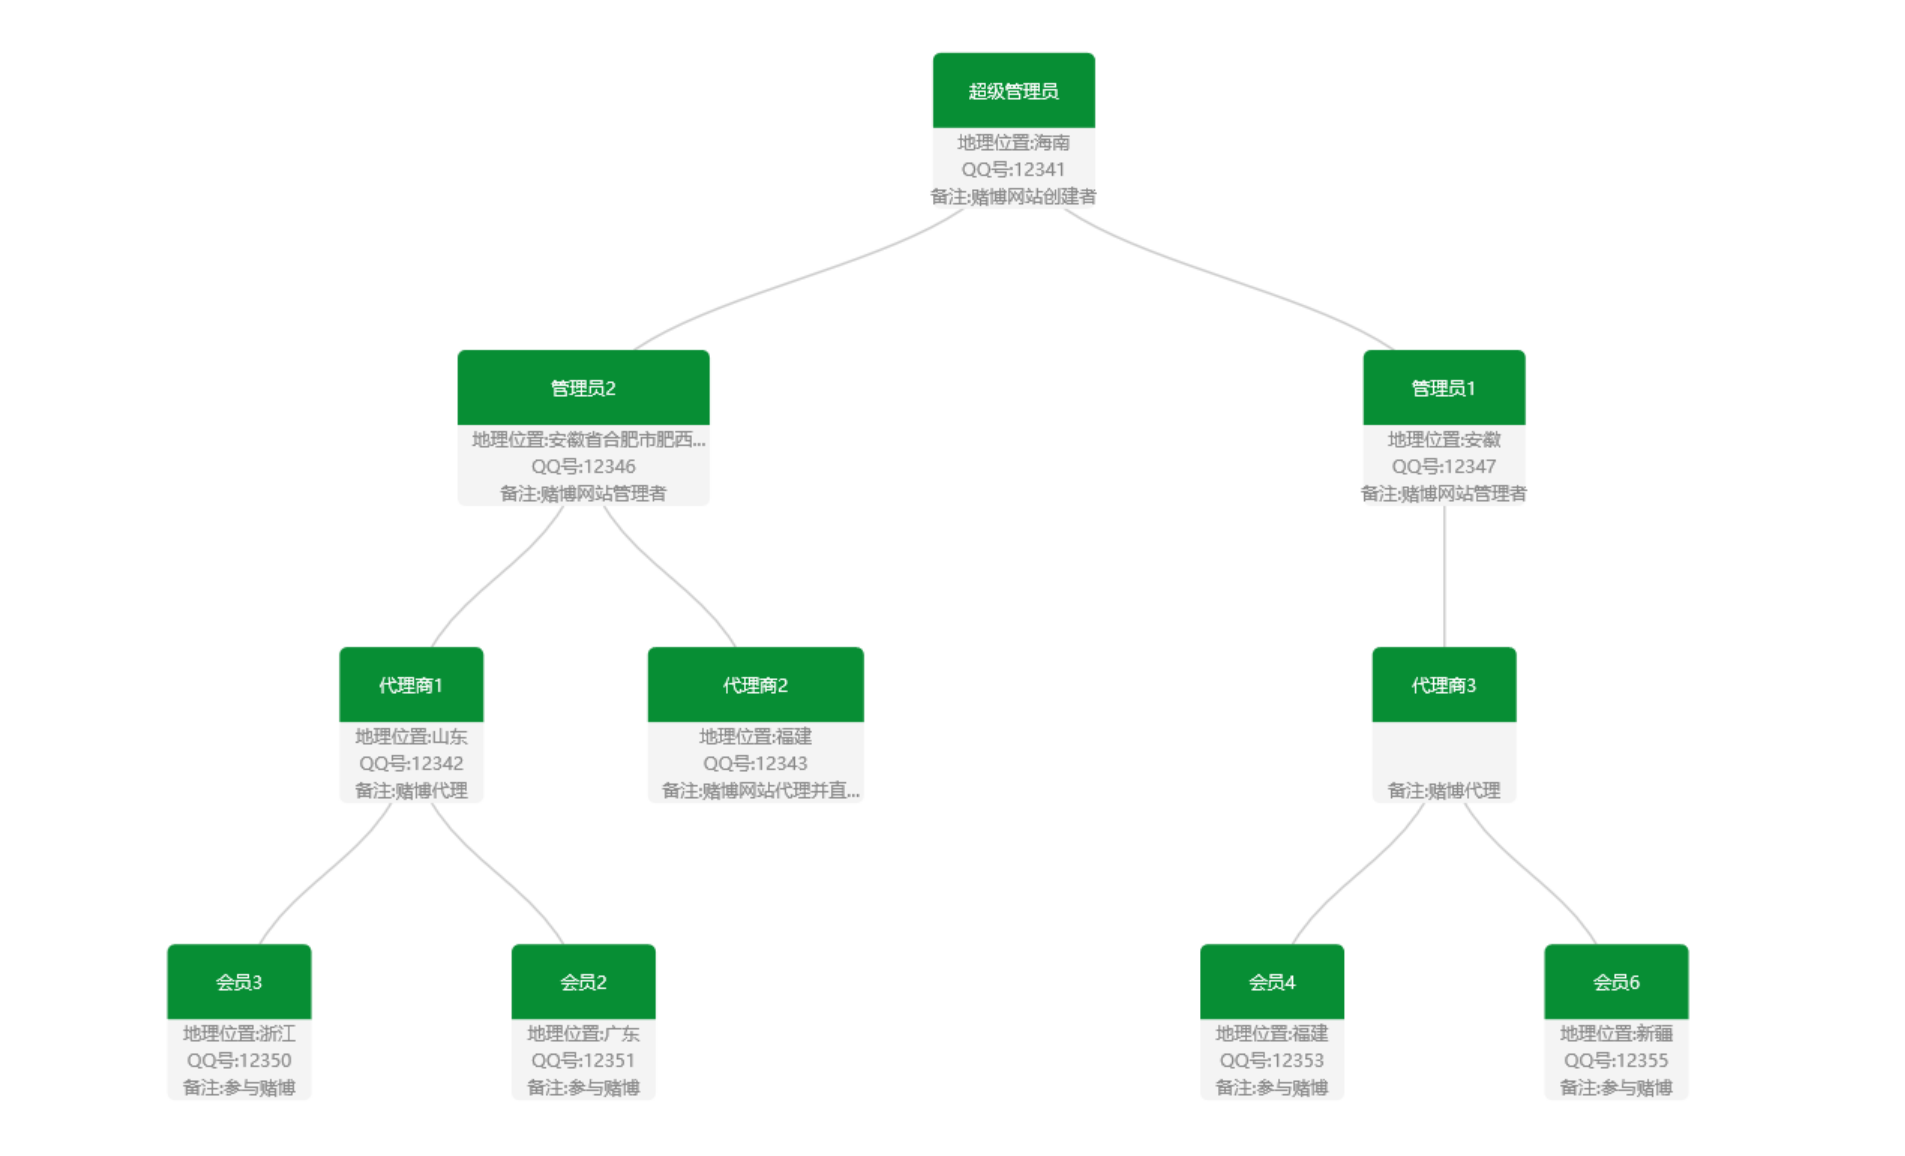 超级管理员
地理位置:海南
QQ号:12341
备注:赌博网站创建者
管理员2
地理位置:安徽省合肥市肥西...
QQ号:12346
备注:赌博网站管理者
管理员1
地理位置:安徽
QQ号:12347
备注:赌博网站管理者
代理商1
地理位置:山东
QQ号:12342
备注:赌博代理
代理商2
地理位置:福建
QQ号:12343
备注:赌博网站代理并直...
代理商3
备注:赌博代理
会员3
地理位置:浙江
QQ号:12350
备注:参与赌博
会员2
地理位置:广东
QQ号:12351
备注:参与赌博
会员4
地理位置:福建
QQ号:12353
备注:参与赌博
会员6
地理位置:新疆
QQ号:12355
备注:参与赌博